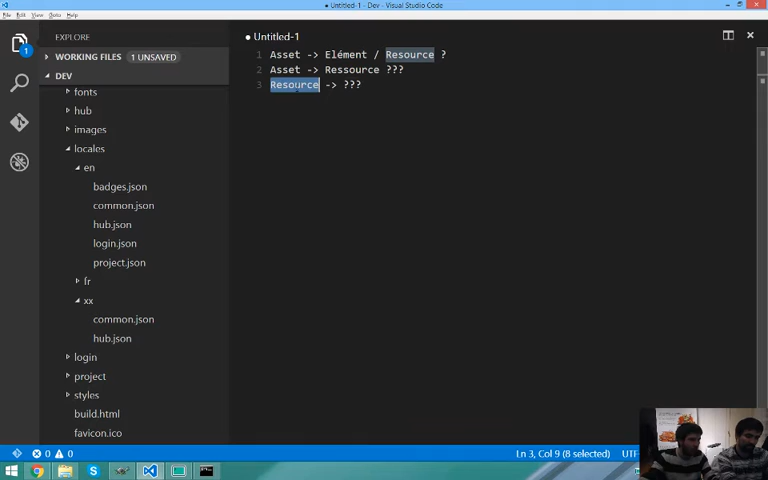 Untitled-1 - Dev - Visual Studio Code
File Edit View Goto Help
EXPLORE
Untitled-1
WORKING FILES 1 UNSAVED
1 Asset -> Elément / Resource ?
DEV
2 Asset -> Ressource ???
3 Resource -> ???
fonts
hub
images
locales
en
badges.json
common.json
hub.json
login.json
project.json
fr
xx
common.json
hub.json
login
project
styles
build.html
favicon.ico
1
0 0 Ln 3, Col 9 (8 selected) UTF